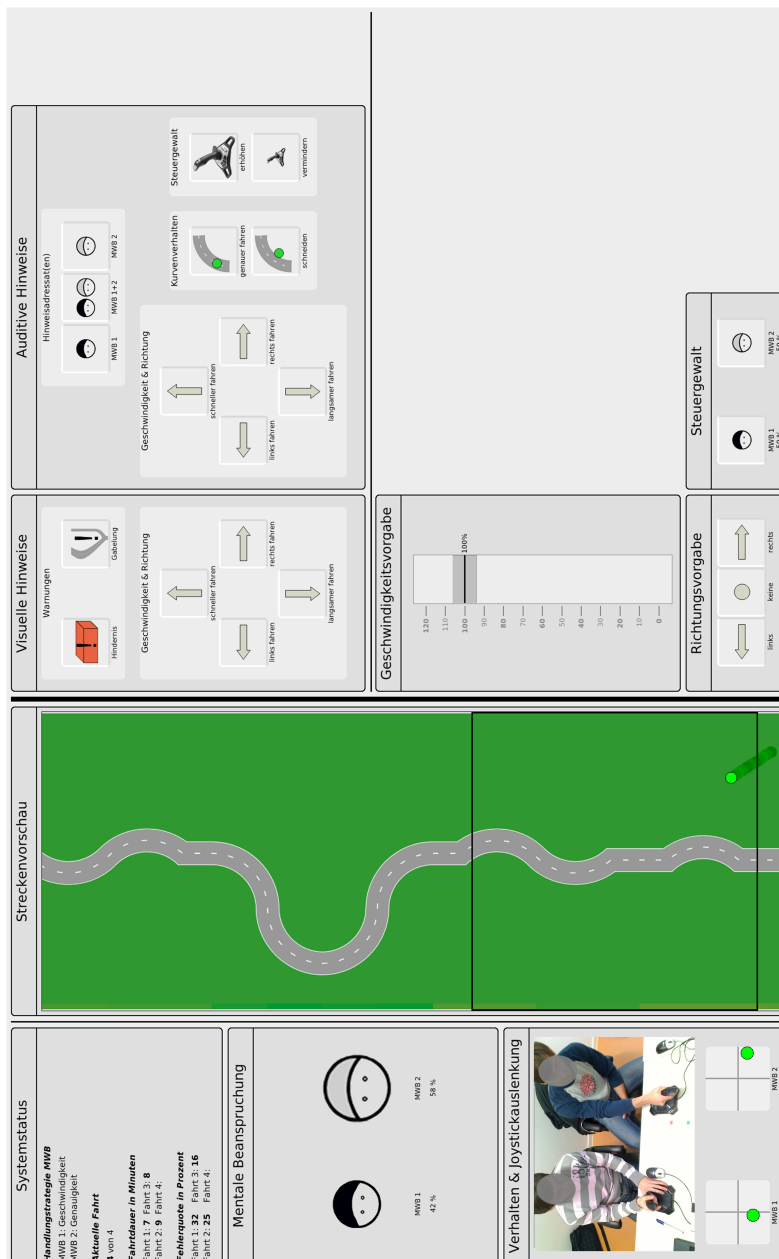 Systemstatus
Handlungsstrategie MWB
MWB 1: Geschwindigkeit
MWB 2: Genauigkeit
Aktuelle Fahrt
von 4
Fahrtdauer in Minuten
Fahrt 1: 7 Fahrt 3: 8
Fahrt 2: 9 Fahrt 4:
Fehlerquote in Prozent
Fahrt 1: 32 Fahrt 3: 16
Fahrt 2: 25 Fahrt 4:
Mentale Beanspruchung
MWB 1
42 %
MWB 2
58 %
Verhalten & Joystickauslenkung
MWB 1
MWB 2
Streckenvorschau
Visuelle Hinweise
Warnungen
Hindernis
Gabelung
Geschwindigkeit & Richtung
schneller fahren
links fahren
rechts fahren
langsamer fahren
Auditive Hinweise
Hinweisadressat(en)
MWB 1
MWB 1+2
MWB 2
Geschwindigkeit & Richtung
schneller fahren
links fahren
rechts fahren
langsamer fahren
Kurvenverhalten
genauer fahren
schneiden
Steuergewalt
erhöhen
vermindern
Geschwindigkeitsvorgabe
120
110
100
90
80
70
60
50
40
30
20
10
0
100%
Richtungsvorgabe
links
keine
rechts
Steuergewalt
MWB 1
MWB 2